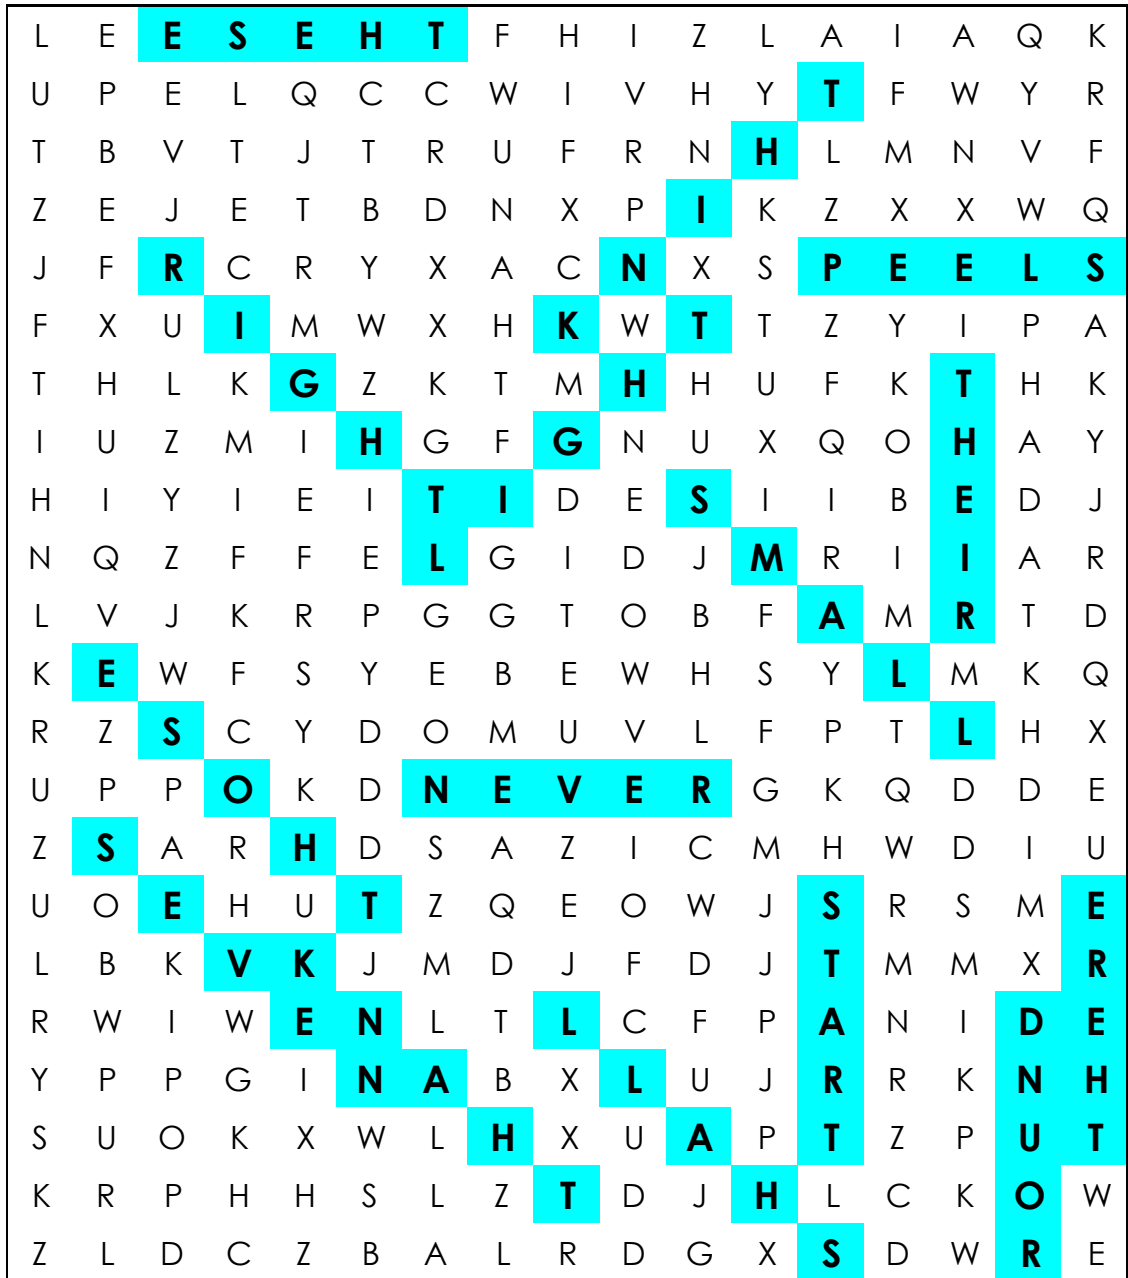 L E E S E H T F H I Z L A I A Q K
U P E L Q C C W I V H Y T F W Y R
T B V T J T R U F R N H L M N V F
Z E J E T B D N X P I K Z X X W Q
J F R C R Y X A C N X S P E E L S
F X U I M W X H K W T T Z Y I P A
T H L K G Z K T M H H U F K T H K
I U Z M I H G F G N U X Q O H A Y
H I Y I E I T I D E S I I B E D J
N Q Z F F E L G I D J M R I I A R
L V J K R P G G T O B F A M R T D
K E W F S Y E B E W H S Y L M K Q
R Z S C Y D O M U V L F P T L H X
U P P O K D N E V E R G K Q D D E
Z S A R H D S A Z I C M H W D I U
U O E H U T Z Q E O W J S R S M E
L B K V K J M D J F D J T M M X R
R W I W E N L T L C F P A N I D E
Y P P G I N A B X L U J R R K N H
S U O K X W L H X U A P T Z P U T
K R P H H S L Z T D J H L C K O W
Z L D C Z B A L R D G X S D W R E